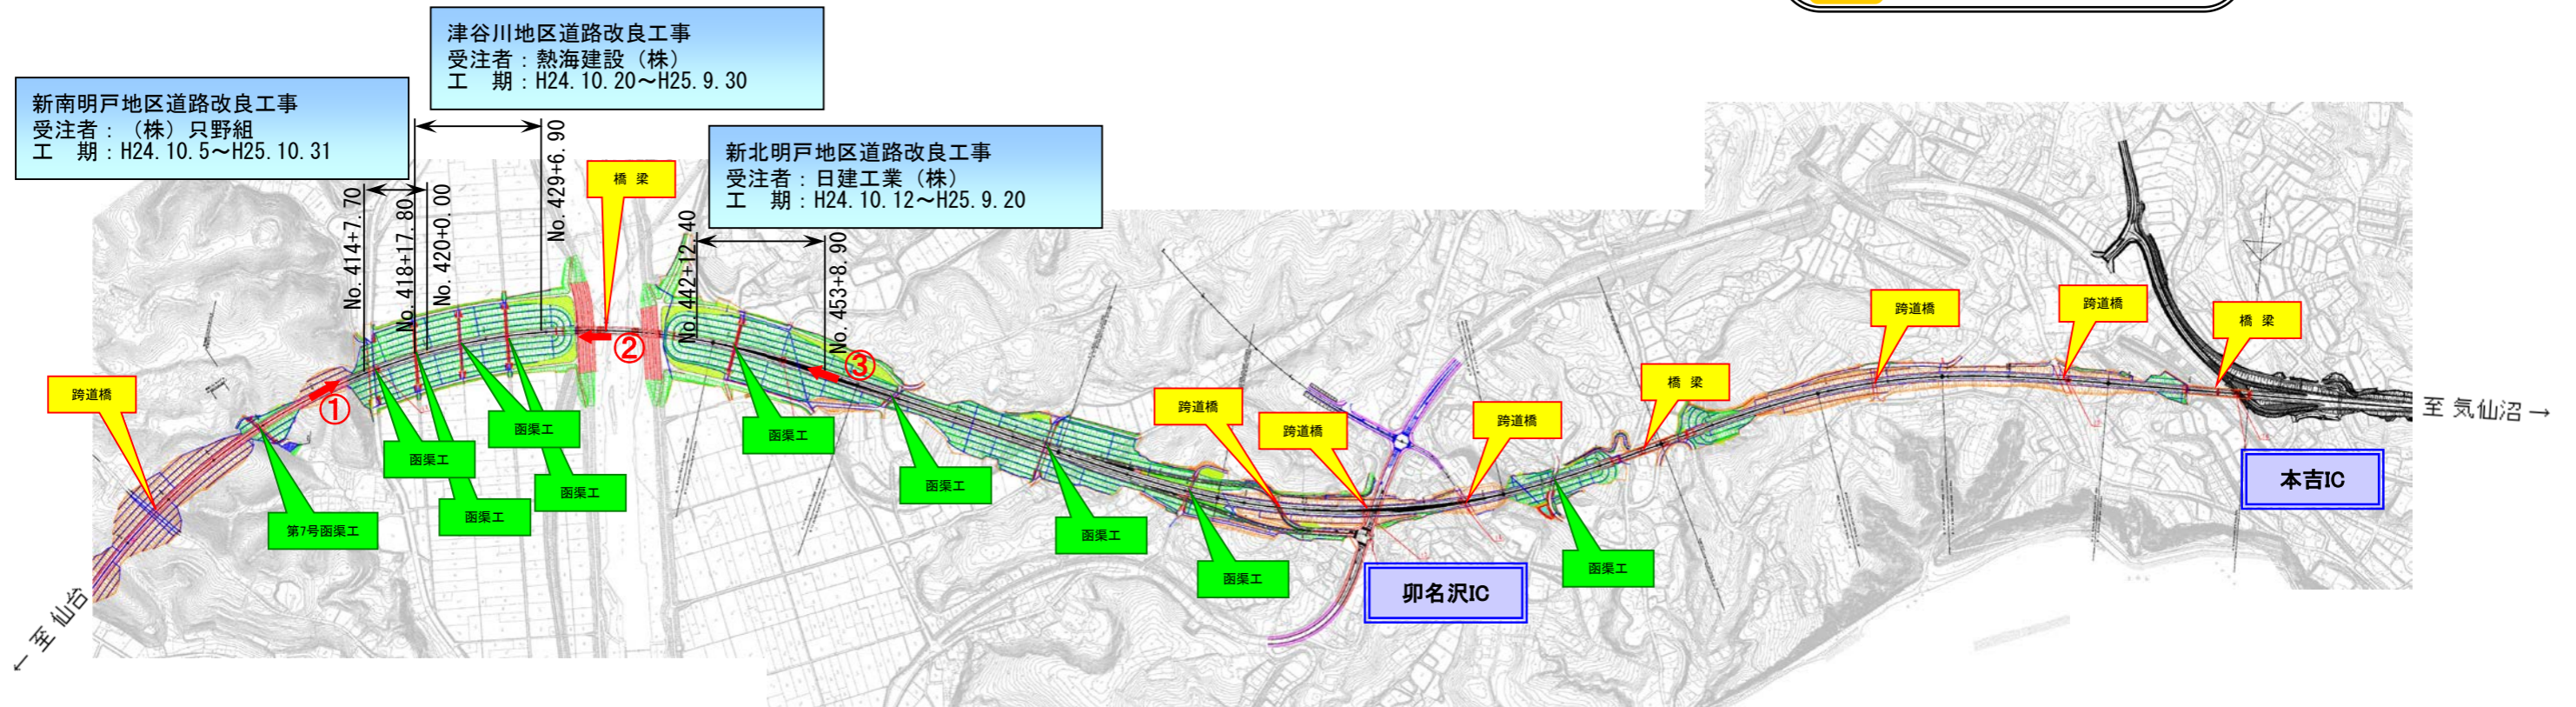 津谷川地区道路改良工事
受注者：熱海建設（株）
工　期：H24.10.20～H25.9.30
新南明戸地区道路改良工事
受注者：（株）只野組
工　期：H24.10.5～H25.10.31
新北明戸地区道路改良工事
受注者：日建工業（株）
工　期：H24.10.12～H25.9.20
No.414+7.70
No.418+17.80
No.420+0.00
No.429+6.90
No.442+12.40
No.453+8.90
橋 梁
①
②
③
跨道橋
第7号函渠工
函渠工
函渠工
函渠工
函渠工
函渠工
函渠工
函渠工
函渠工
跨道橋
跨道橋
跨道橋
函渠工
橋 梁
跨道橋
跨道橋
橋 梁
卯名沢IC
本吉IC
← 至 仙台
至 気仙沼 →